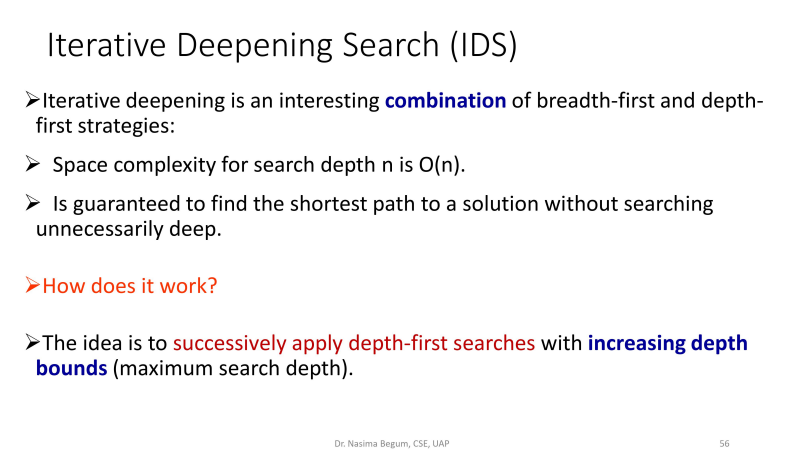 Iterative Deepening Search (IDS)
➢Iterative deepening is an interesting combination of breadth-first and depth-
first strategies:
➢ Space complexity for search depth n is O(n).
➢ Is guaranteed to find the shortest path to a solution without searching
unnecessarily deep.
➢How does it work?
➢The idea is to successively apply depth-first searches with increasing depth
bounds (maximum search depth).
Dr. Nasima Begum, CSE, UAP
56